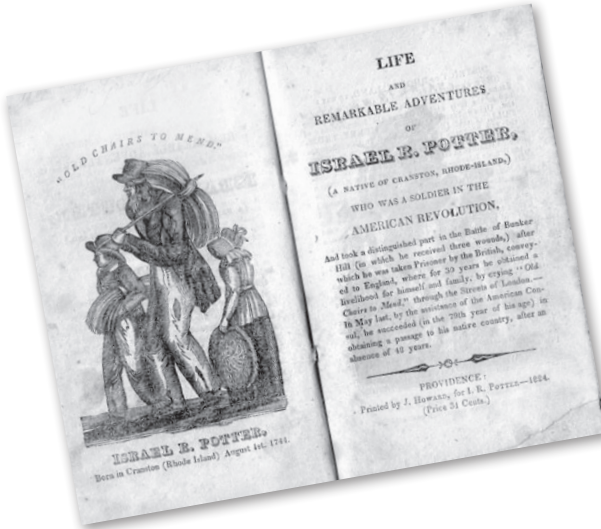 "OLD CHAIRS TO MEND."
ISRAEL R. POTTER,
Born in Cranston (Rhode Island) August 1st, 1744.
LIFE
AND
REMARKABLE ADVENTURES
OF
ISRAEL R. POTTER,
(A NATIVE OF CRANSTON, RHODE-ISLAND,)
WHO WAS A SOLDIER IN THE
AMERICAN REVOLUTION,
And took a distinguished part in the Battle of Bunker
Hill (in which he received three wounds,) after
which he was taken Prisoner by the British, convey-
ed to England, where for 30 years he obtained a
livelihood for himself and family, by crying "Old
Chairs to Mend," through the Streets of London.—
In May last, by the assistance of the American Con-
sul, he succeeded (in the 79th year of his age) in
obtaining a passage to his native country, after an
absence of 48 years.
PROVIDENCE:
Printed by J. HOWARD, for I. R. POTTER—1824.
(Price 31 Cents.)